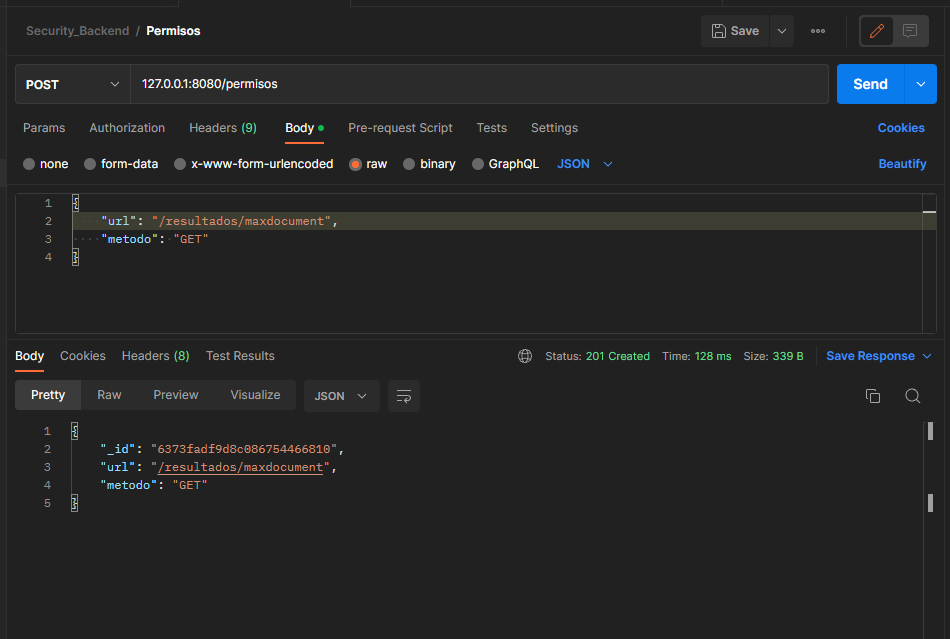 Security_Backend / Permisos
Save
POST 127.0.0.1:8080/permisos Send
Params Authorization Headers (9) Body Pre-request Script Tests Settings Cookies
none form-data x-www-form-urlencoded raw binary GraphQL JSON Beautify
1 {
2 "url": "/resultados/maxdocument",
3 "metodo": "GET"
4 }
Body Cookies Headers (8) Test Results Status: 201 Created Time: 128 ms Size: 339 B Save Response
Pretty Raw Preview Visualize JSON
1 {
2 "_id": "6373fadf9d8c086754466810",
3 "url": "/resultados/maxdocument",
4 "metodo": "GET"
5 }